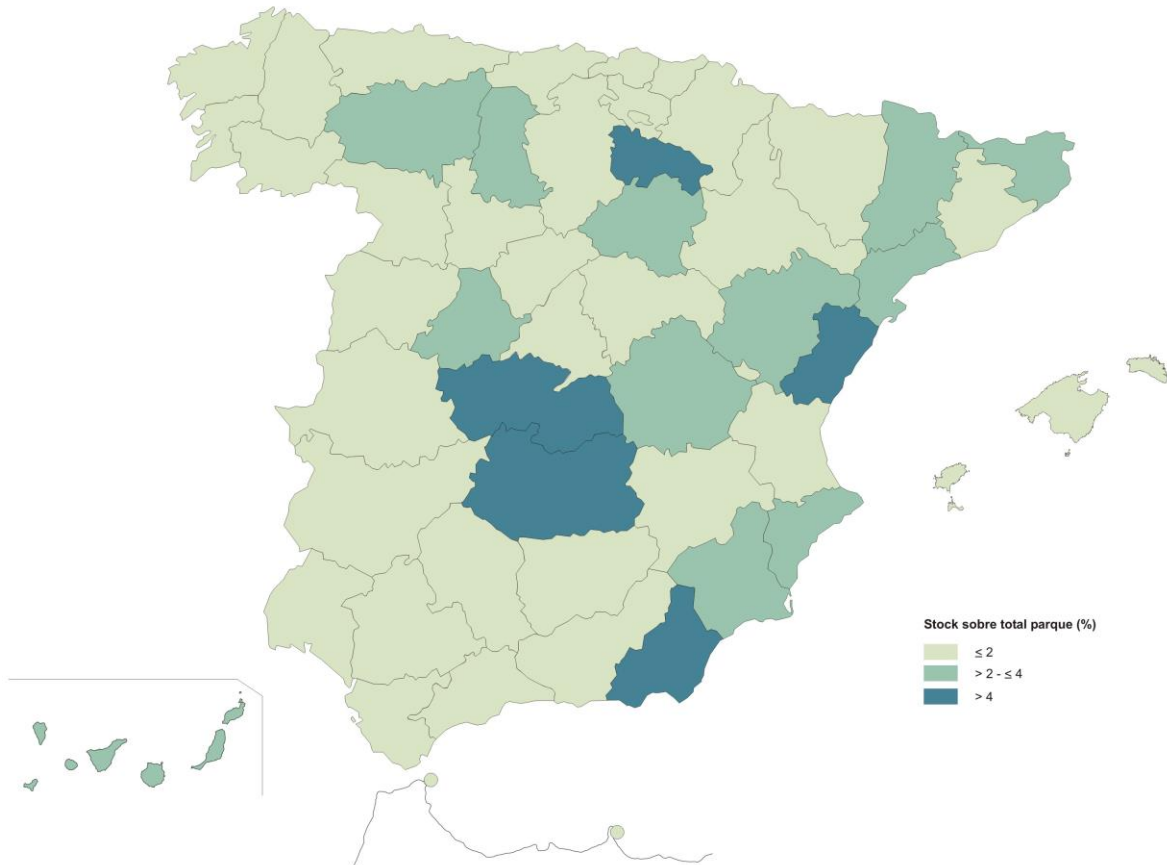 Stock sobre total parque (%)
≤ 2
> 2 - ≤ 4
> 4